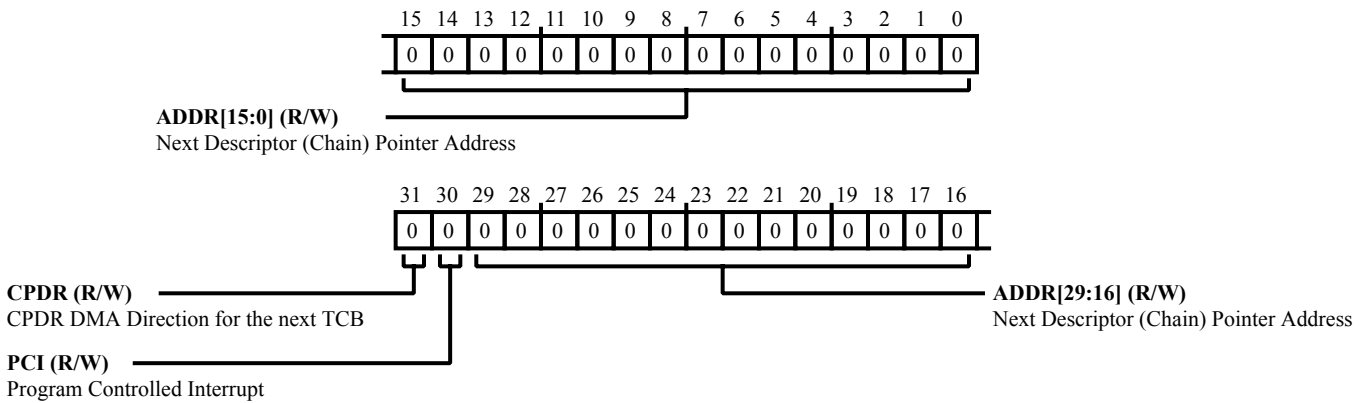 15 14 13 12 11 10 9 8 7 6 5 4 3 2 1 0
0 0 0 0 0 0 0 0 0 0 0 0 0 0 0 0
ADDR[15:0] (R/W)
Next Descriptor (Chain) Pointer Address
31 30 29 28 27 26 25 24 23 22 21 20 19 18 17 16
0 0 0 0 0 0 0 0 0 0 0 0 0 0 0 0
CPDR (R/W)
CPDR DMA Direction for the next TCB
ADDR[29:16] (R/W)
Next Descriptor (Chain) Pointer Address
PCI (R/W)
Program Controlled Interrupt